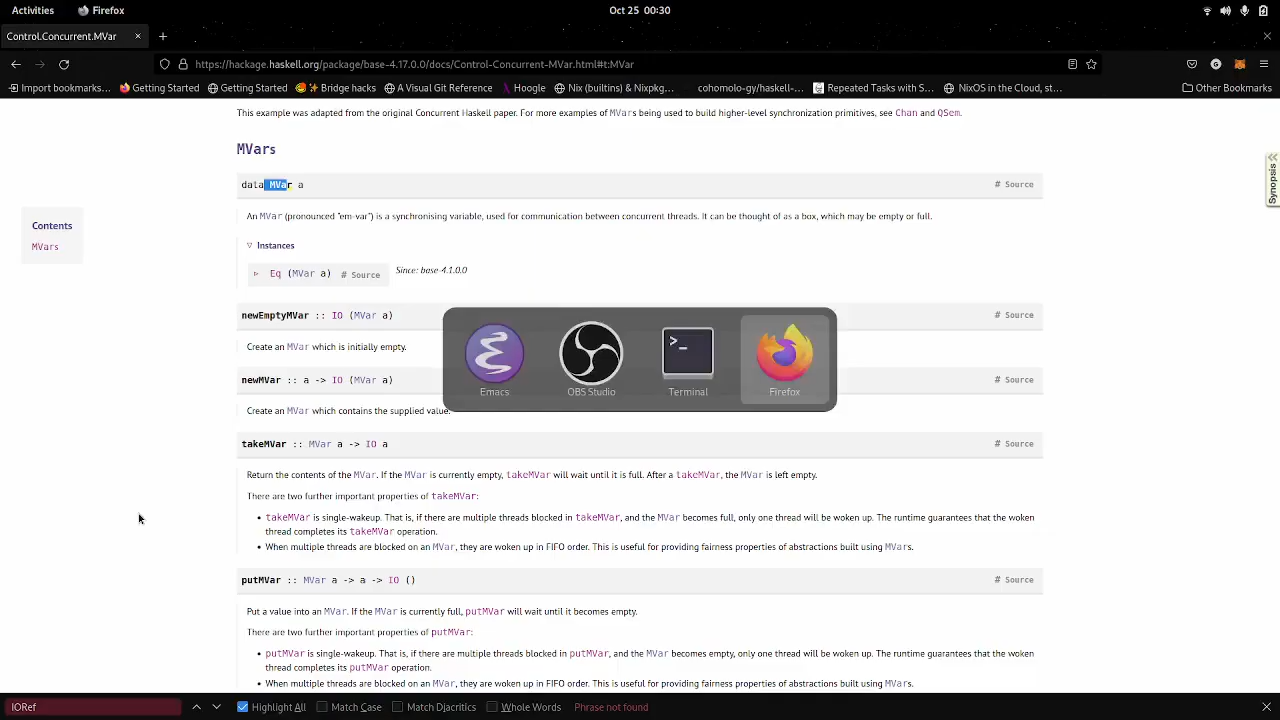 Activities Firefox Oct 25 00:30
Control.Concurrent.MVar × +
https://hackage.haskell.org/package/base-4.17.0.0/docs/Control-Concurrent-MVar.html#t:MVar
Import bookmarks... Getting Started Getting Started ✨ Bridge hacks A Visual Git Reference Hoogle Nix (builtins) & Nixpkg... cohomolo-gy/haskell-... Repeated Tasks with S... NixOS in the Cloud, st... Other Bookmarks
This example was adapted from the original Concurrent Haskell paper. For more examples of MVars being used to build higher-level synchronization primitives, see Chan and QSem.
MVars
data MVar a # Source
Synopsis
An MVar (pronounced "em-var") is a synchronising variable, used for communication between concurrent threads. It can be thought of as a box, which may be empty or full.
Contents
MVars
▽ Instances
▹ Eq (MVar a) # Source Since: base-4.1.0.0
newEmptyMVar :: IO (MVar a) # Source
Create an MVar which is initially empty.
newMVar :: a -> IO (MVar a) # Source
Create an MVar which contains the supplied value.
Emacs OBS Studio Terminal Firefox
takeMVar :: MVar a -> IO a # Source
Return the contents of the MVar. If the MVar is currently empty, takeMVar will wait until it is full. After a takeMVar, the MVar is left empty.
There are two further important properties of takeMVar:
• takeMVar is single-wakeup. That is, if there are multiple threads blocked in takeMVar, and the MVar becomes full, only one thread will be woken up. The runtime guarantees that the woken
thread completes its takeMVar operation.
• When multiple threads are blocked on an MVar, they are woken up in FIFO order. This is useful for providing fairness properties of abstractions built using MVars.
putMVar :: MVar a -> a -> IO () # Source
Put a value into an MVar. If the MVar is currently full, putMVar will wait until it becomes empty.
There are two further important properties of putMVar:
• putMVar is single-wakeup. That is, if there are multiple threads blocked in putMVar, and the MVar becomes empty, only one thread will be woken up. The runtime guarantees that the woken
thread completes its putMVar operation.
• When multiple threads are blocked on an MVar, they are woken up in FIFO order. This is useful for providing fairness properties of abstractions built using MVars.
IORef Highlight All Match Case Match Diacritics Whole Words Phrase not found